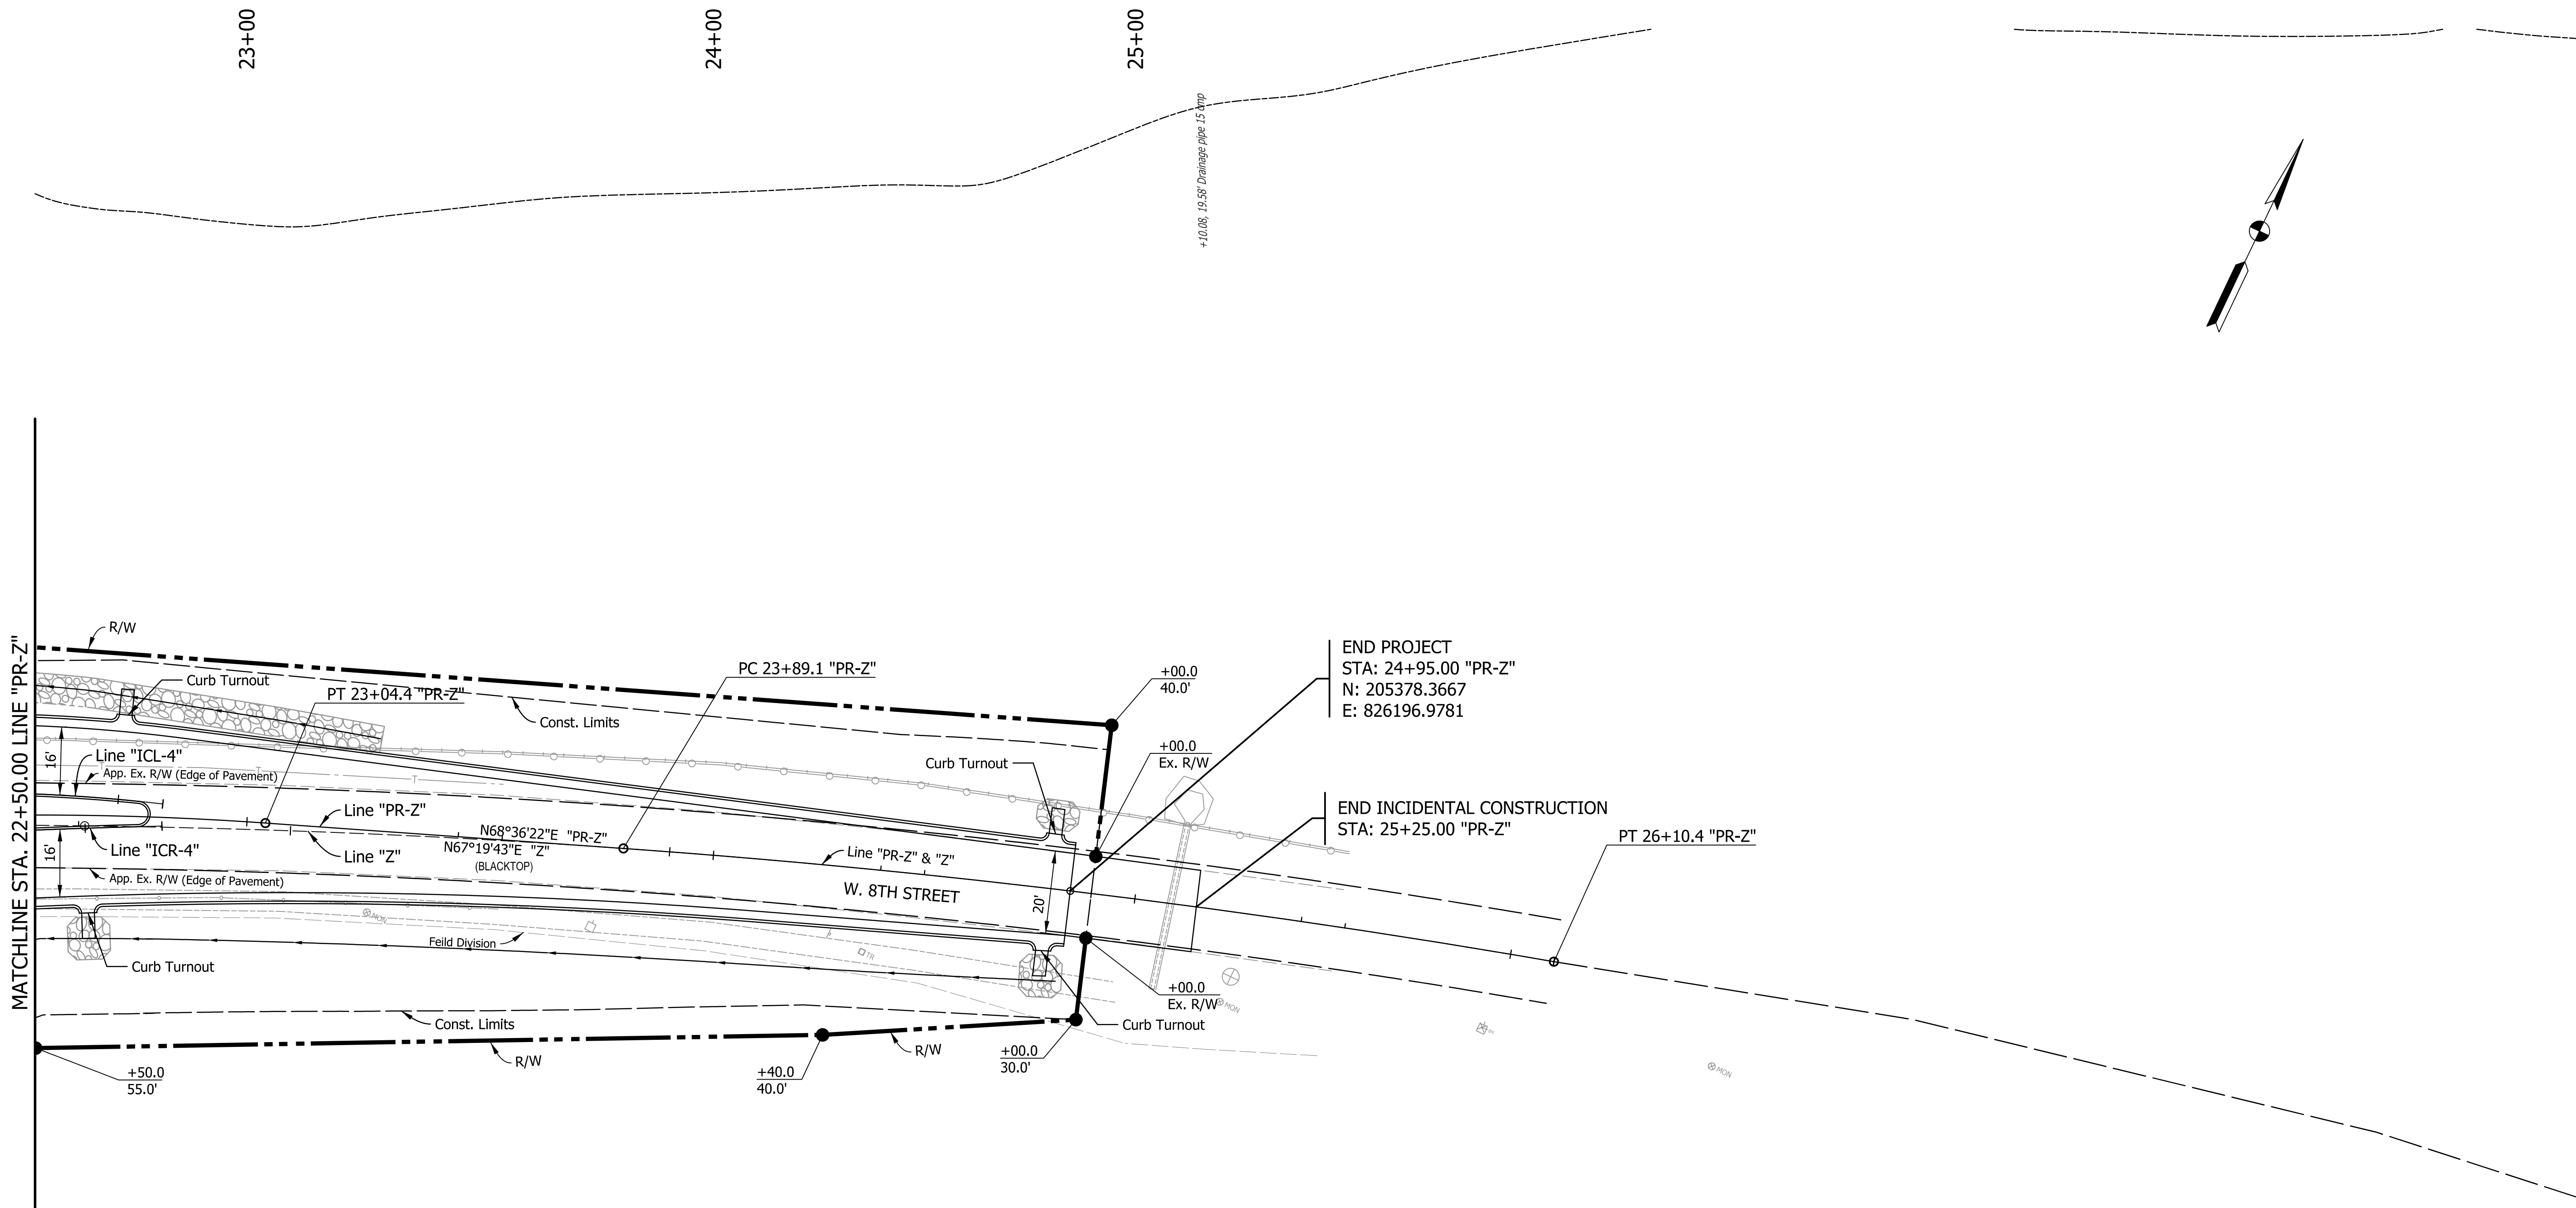 23+00
24+00
25+00
+10.08, 19.58' Drainage pipe 15 cmp
MATCHLINE STA. 22+50.00 LINE "PR-Z"
R/W
Curb Turnout
PT 23+04.4 "PR-Z"
PC 23+89.1 "PR-Z"
Const. Limits
+00.0
40.0'
END PROJECT
STA: 24+95.00 "PR-Z"
N: 205378.3667
E: 826196.9781
+00.0
Ex. R/W
Curb Turnout
16'
Line "ICL-4"
App. Ex. R/W (Edge of Pavement)
T
T
T
END INCIDENTAL CONSTRUCTION
STA: 25+25.00 "PR-Z"
PT 26+10.4 "PR-Z"
Line "PR-Z"
N68°36'22"E "PR-Z"
N67°19'43"E "Z"
(BLACKTOP)
16'
Line "ICR-4"
Line "Z"
Line "PR-Z" & "Z"
App. Ex. R/W (Edge of Pavement)
W. 8TH STREET
20'
MON
Feild Division
TR
Curb Turnout
+00.0
Ex. R/W
MON
Const. Limits
Curb Turnout
R/W
R/W
+00.0
30.0'
+50.0
55.0'
+40.0
40.0'
MON